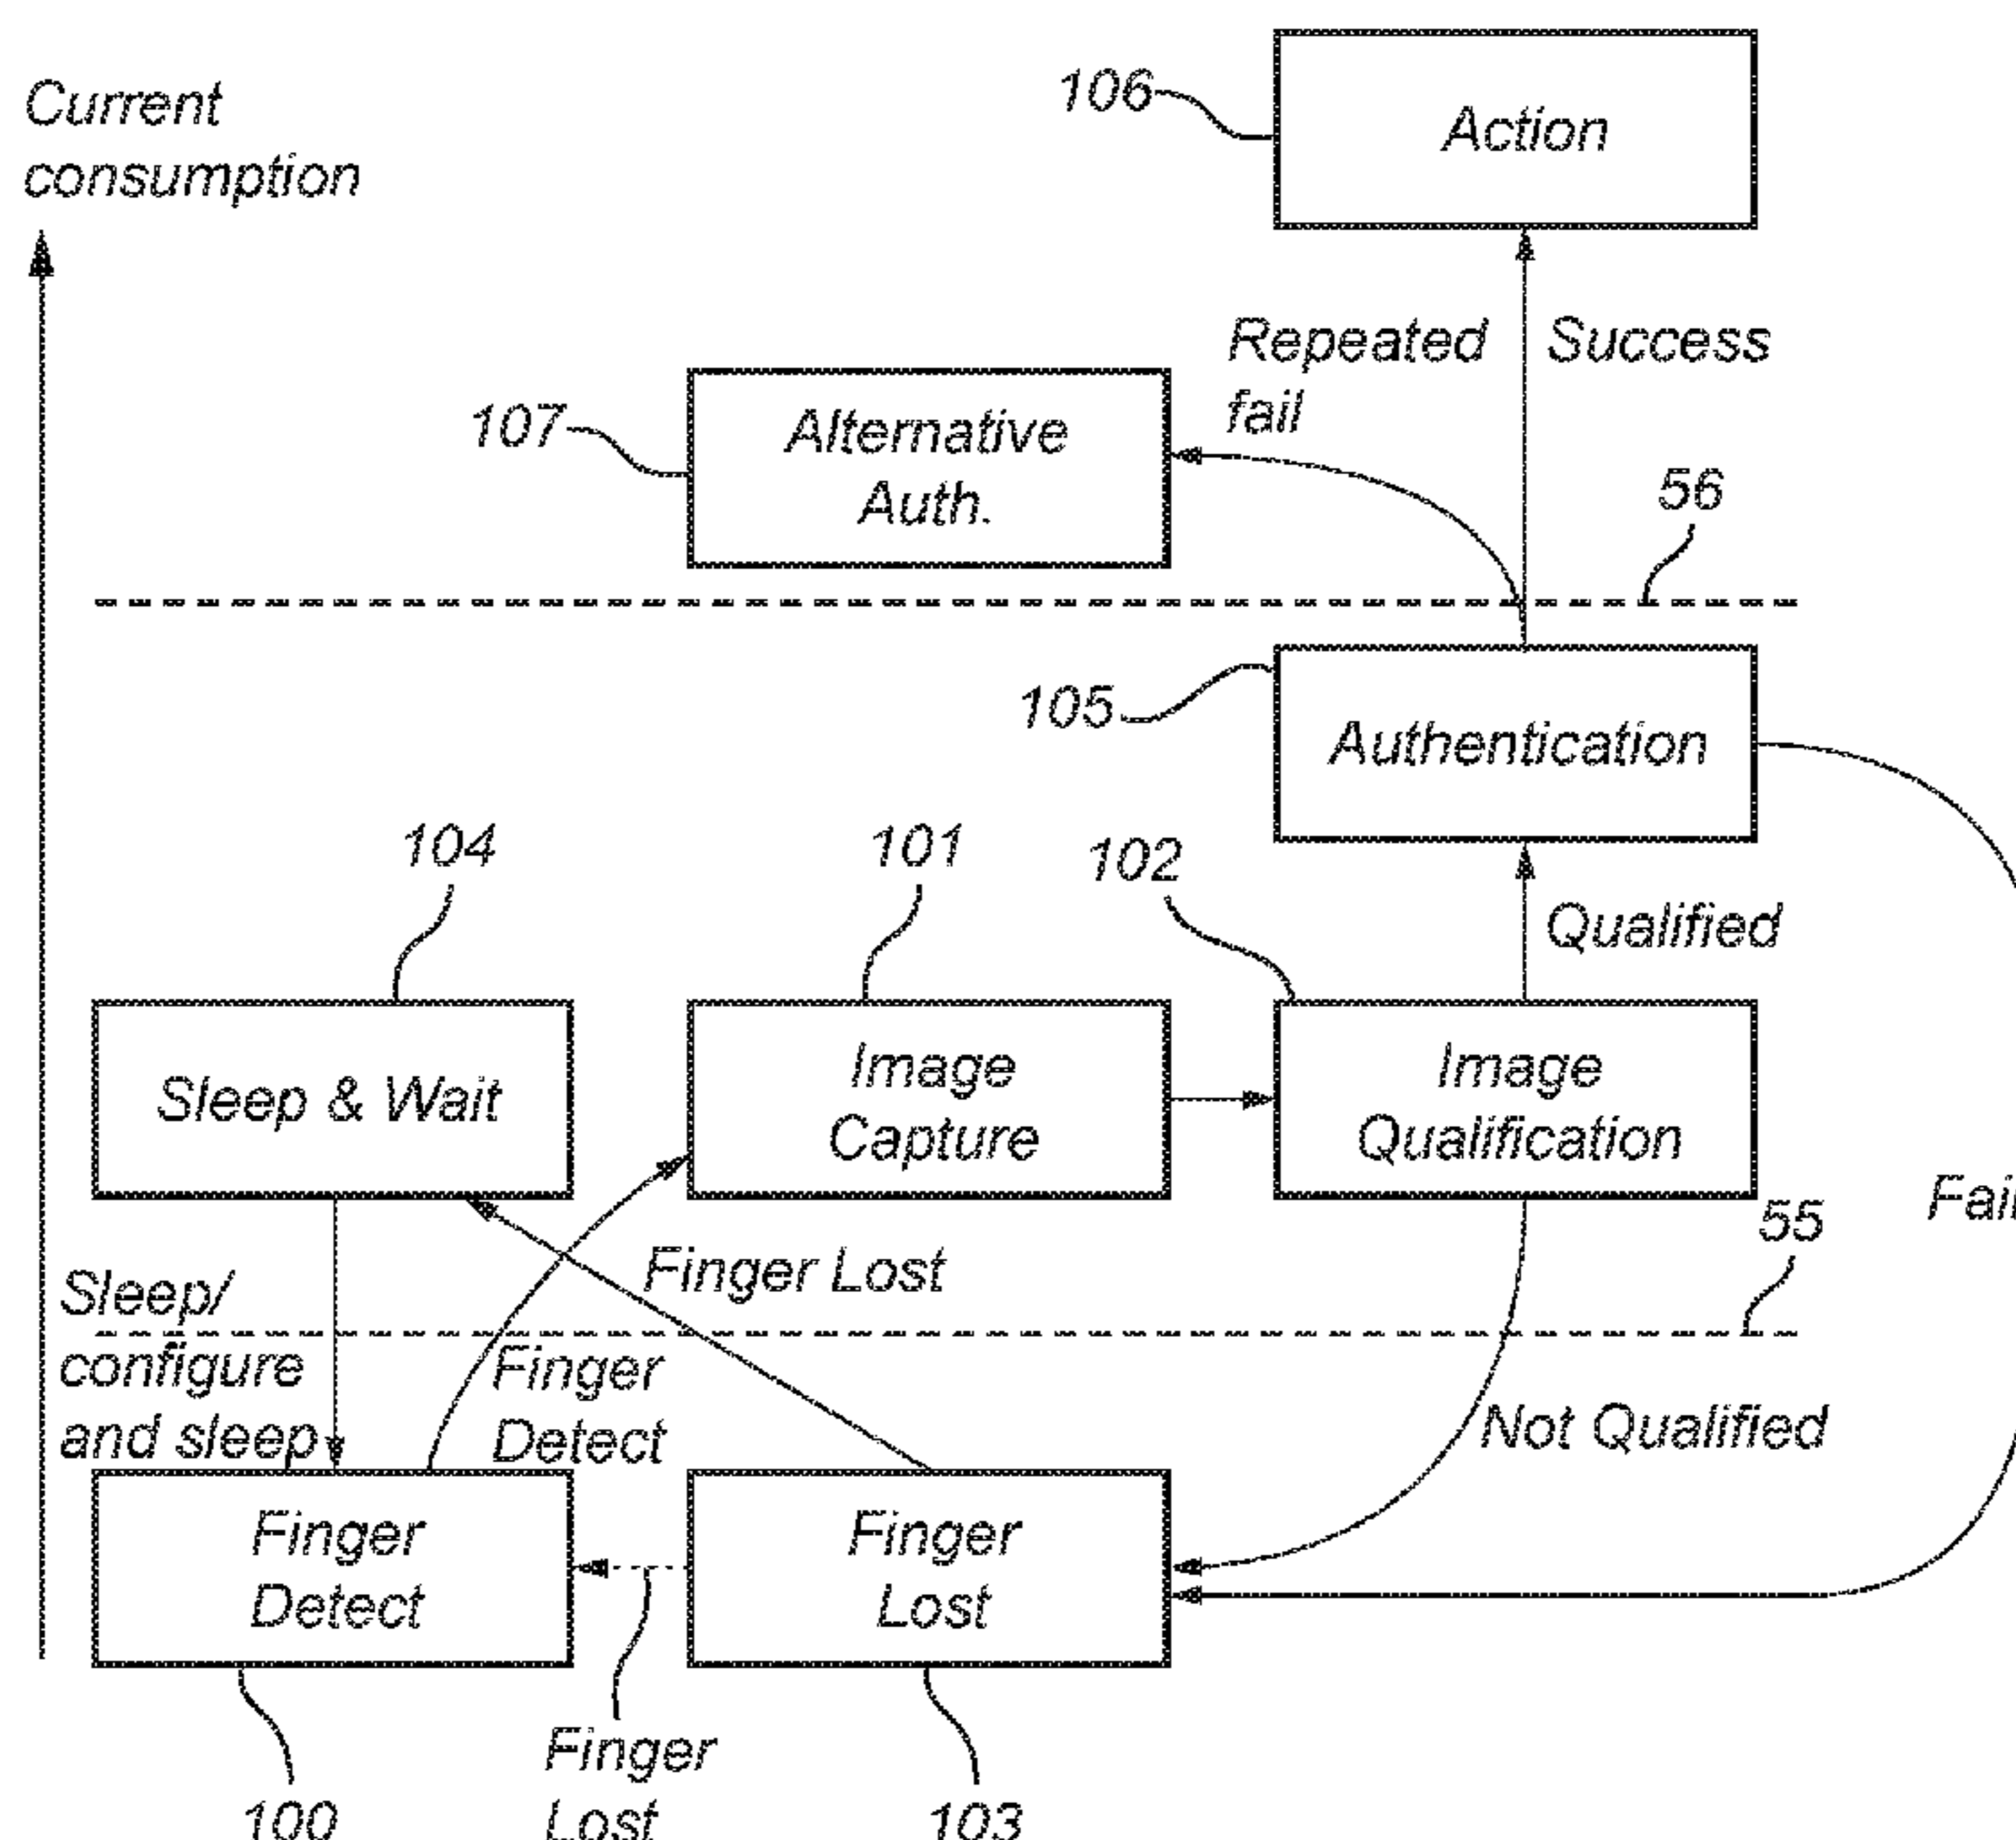 Current
consumption
106
Action
Repeated
fail
Success
107
Alternative
Auth.
56
105
Authentication
104
101
102
Qualified
Sleep & Wait
Image
Capture
Image
Qualification
Fail
55
Finger Lost
Sleep/
configure
and sleep
Finger
Detect
Not Qualified
Finger
Detect
Finger
Lost
Finger
Lost
100
103